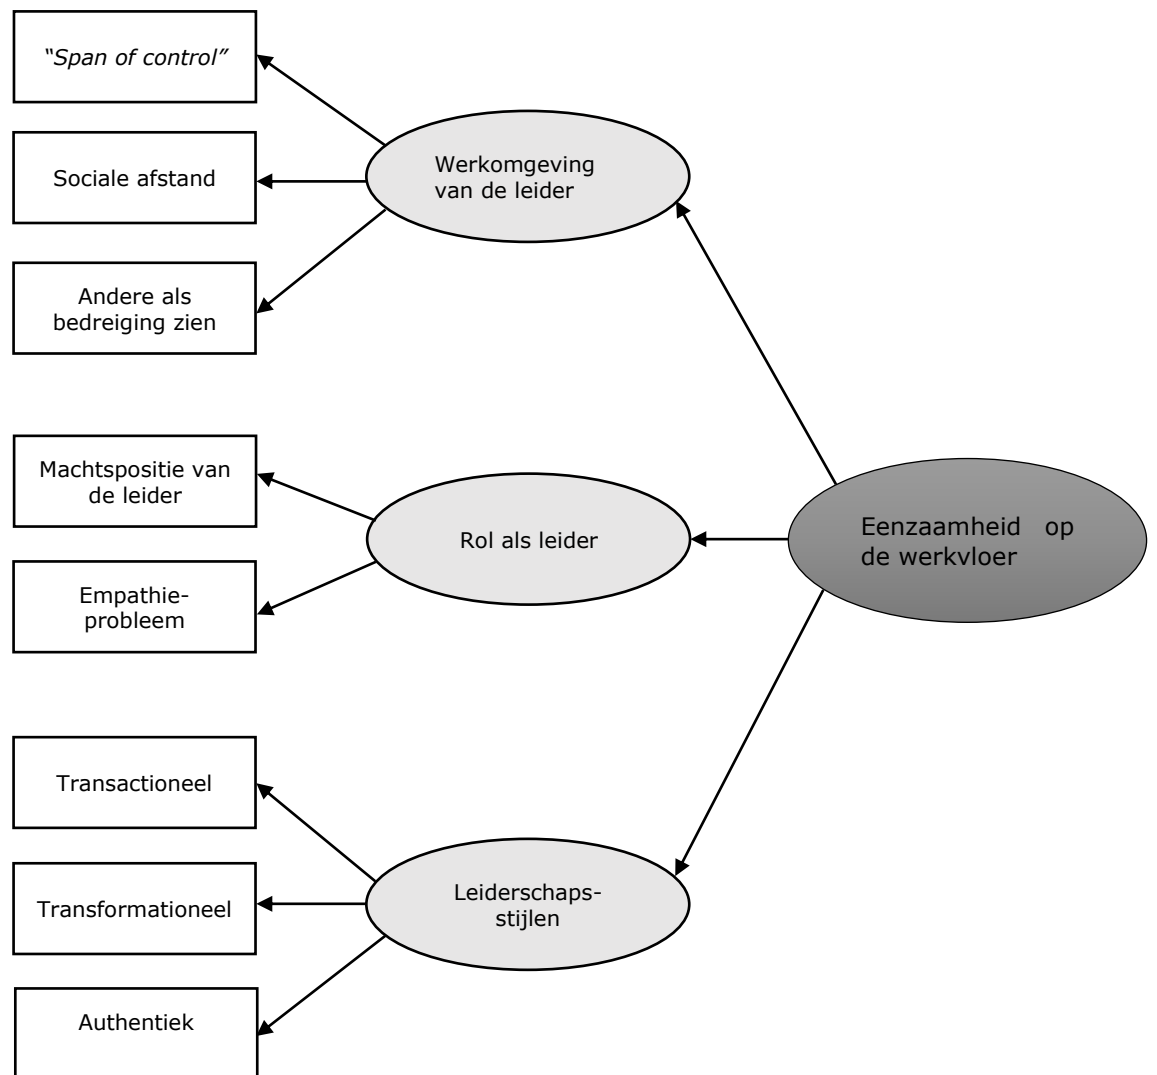 “Span of control”
Sociale afstand
Andere als
bedreiging zien
Werkomgeving
van de leider
Machtspositie van
de leider
Empathie-
probleem
Rol als leider
Eenzaamheid op
de werkvloer
Transactioneel
Transformationeel
Authentiek
Leiderschaps-
stijlen